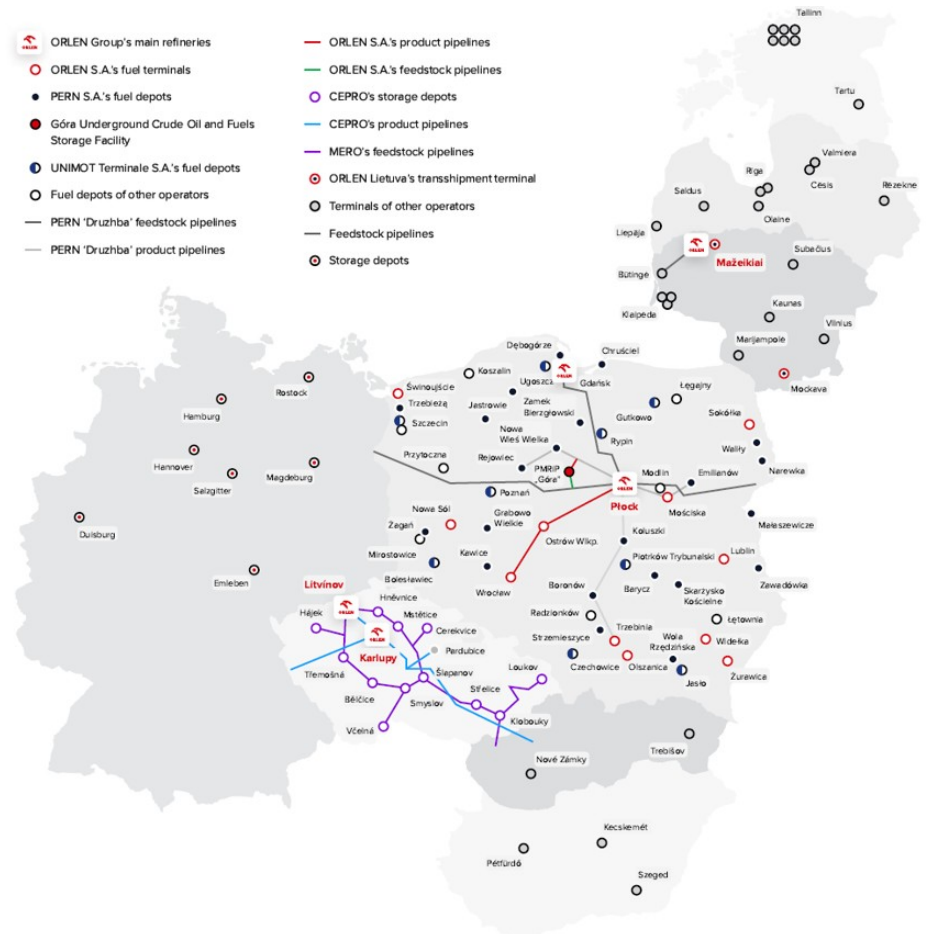 ORLEN Group's main refineries
ORLEN S.A.'s fuel terminals
PERN S.A.'s fuel depots
Góra Underground Crude Oil and Fuels
Storage Facility
UNIMOT Terminale S.A.'s fuel depots
Fuel depots of other operators
PERN 'Druzhba' feedstock pipelines
PERN 'Druzhba' product pipelines
ORLEN S.A.'s product pipelines
ORLEN S.A.'s feedstock pipelines
CEPRO's storage depots
CEPRO's product pipelines
MERO's feedstock pipelines
ORLEN Lietuva's transshipment terminal
Terminals of other operators
Feedstock pipelines
Storage depots
Tallinn
Tartu
Valmiera
Rīga
Cēsis
Rezekne
Saldus
Olaine
Liepāja
Mažeikiai
Subačius
Būtinge
Klaipeda
Kaunas
Vilnius
Marijampolė
Mockava
Dębogórze
Chruściel
Koszalin
Ugoszcz
Gdańsk
Łęgajny
Świnoujście
Trzebież
Jastrowie
Zamek
Bierzgłowski
Gutkowo
Sokółka
Szczecin
Nowa
Wieś Wielka
Rypin
Waliły
Przytoczna
Rejowiec
PMRiP
„Góra"
Modlin
Emilianów
Narewka
Poznań
Płock
Mościska
Nowa Sól
Grabowo
Wielkie
Żagań
Ostrów Wlkp.
Koluszki
Małaszewicze
Mirostowice
Kawice
Piotrków Trybunalski
Lublin
Bolesławiec
Wrocław
Boronów
Barycz
Skarżysko
Kościelne
Zawadówka
Radzionków
Łętownia
Strzemieszyce
Trzebinia
Wola
Rzędzińska
Widełka
Czechowice
Olszanica
Jasło
Żurawica
Rostock
Hamburg
Hannover
Salzgitter
Magdeburg
Duisburg
Emleben
Litvínov
Hněvnice
Hájek
Mstětice
Cerekvice
Karlupy
Pardubice
Třemošná
Šlapanov
Loukov
Bělčice
Smyslov
Střelice
Včelná
Klobouky
Trebišov
Nové Zámky
Kecskemét
Pétfürdő
Szeged